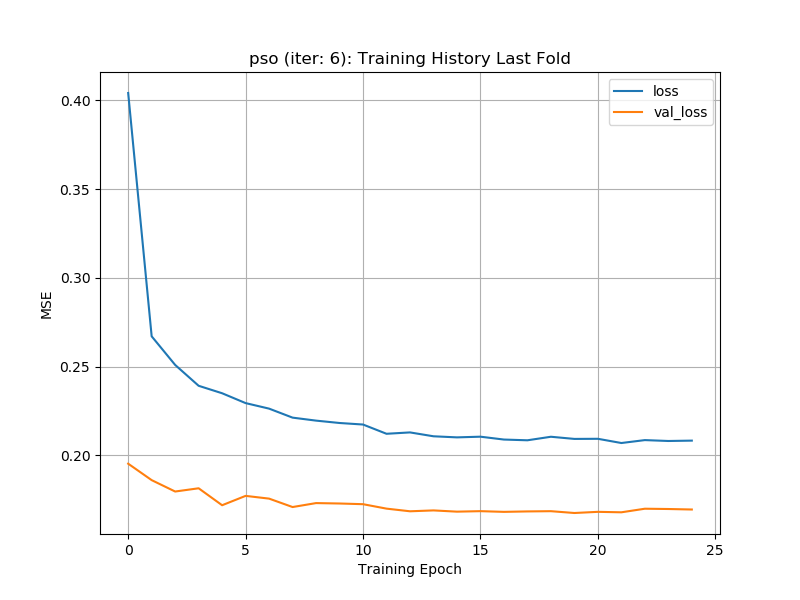 pso (iter: 6): Training History Last Fold
loss
val_loss
0.40
0.35
0.30
0.25
0.20
MSE
0
5
10
15
20
25
Training Epoch